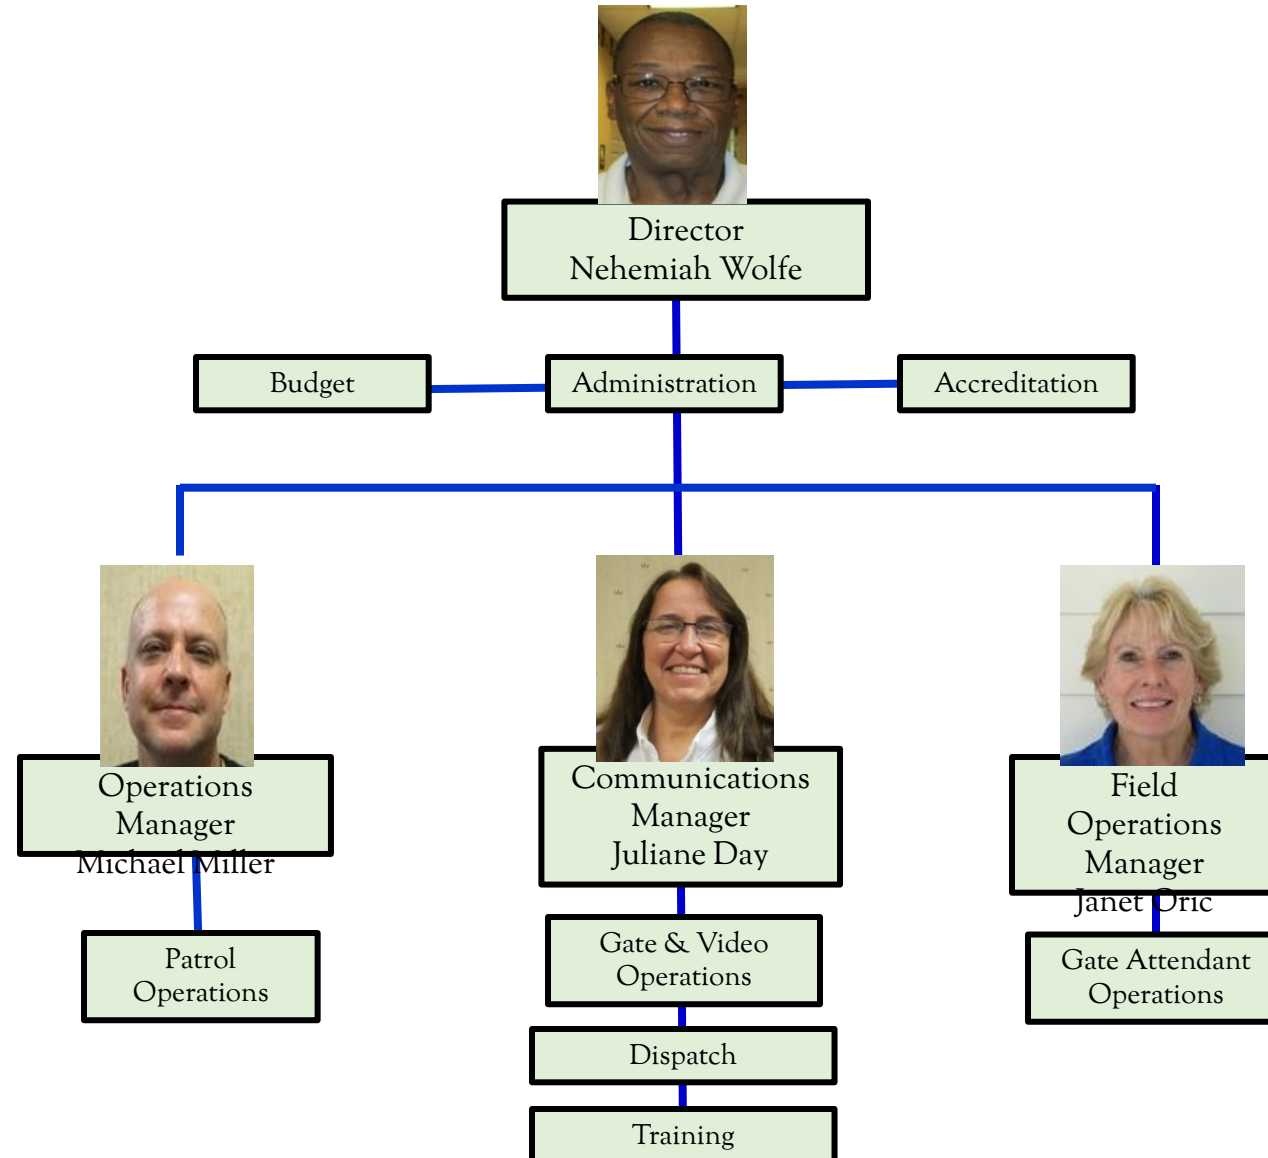 Director
Nehemiah Wolfe
Budget
Administration
Accreditation
Operations
Manager
Michael Miller
Communications
Manager
Juliane Day
Field
Operations
Manager
Janet Oric
Patrol
Operations
Gate & Video
Operations
Gate Attendant
Operations
Dispatch
Training